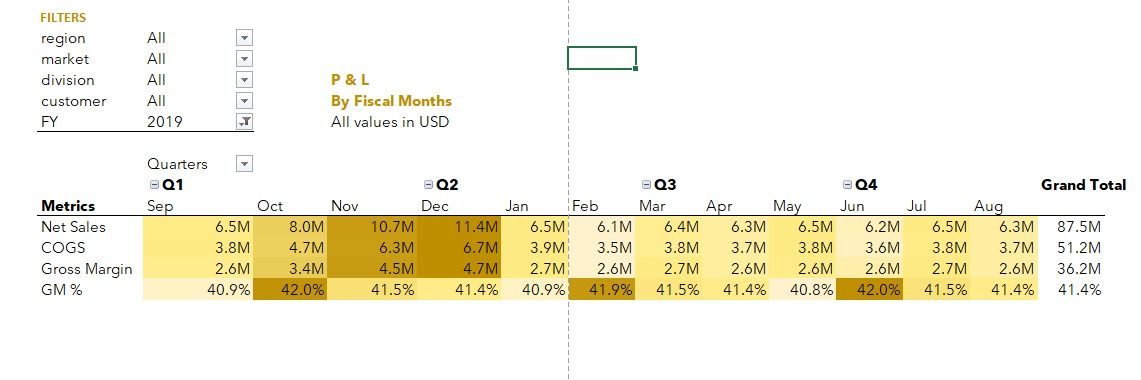 FILTERS
region All
market All
division All
customer All
FY 2019
P & L
By Fiscal Months
All values in USD
Quarters
Q1 Q2 Q3 Q4 Grand Total
Metrics Sep Oct Nov Dec Jan Feb Mar Apr May Jun Jul Aug
Net Sales 6.5M 8.0M 10.7M 11.4M 6.5M 6.1M 6.4M 6.3M 6.5M 6.2M 6.5M 6.3M 87.5M
COGS 3.8M 4.7M 6.3M 6.7M 3.9M 3.5M 3.8M 3.7M 3.8M 3.6M 3.8M 3.7M 51.2M
Gross Margin 2.6M 3.4M 4.5M 4.7M 2.7M 2.6M 2.7M 2.6M 2.6M 2.6M 2.7M 2.6M 36.2M
GM % 40.9% 42.0% 41.5% 41.4% 40.9% 41.9% 41.5% 41.4% 40.8% 42.0% 41.5% 41.4% 41.4%